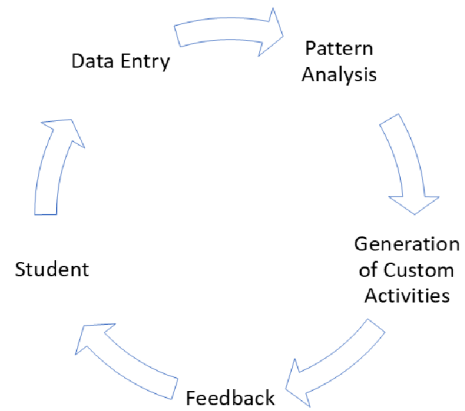 Data Entry
Pattern
Analysis
Generation
of Custom
Activities
Feedback
Student